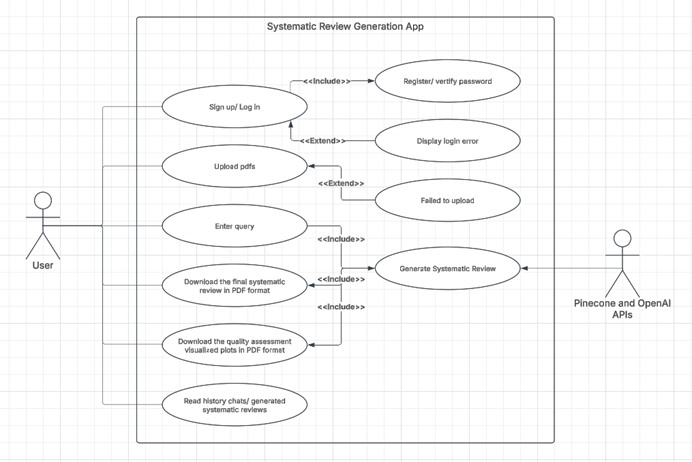 Systematic Review Generation App
<<Include>>
Register/ vertify password
Sign up/ Log in
<<Extend>>
Display login error
Upload pdfs
<<Extend>>
Failed to upload
Enter query
<<Include>>
User
Download the final systematic
review in PDF format
<<Include>>
Generate Systematic Review
Pinecone and OpenAI
APIs
<<Include>>
Download the quality assessment
visualized plots in PDF format
Read history chats/ generated
systematic reviews